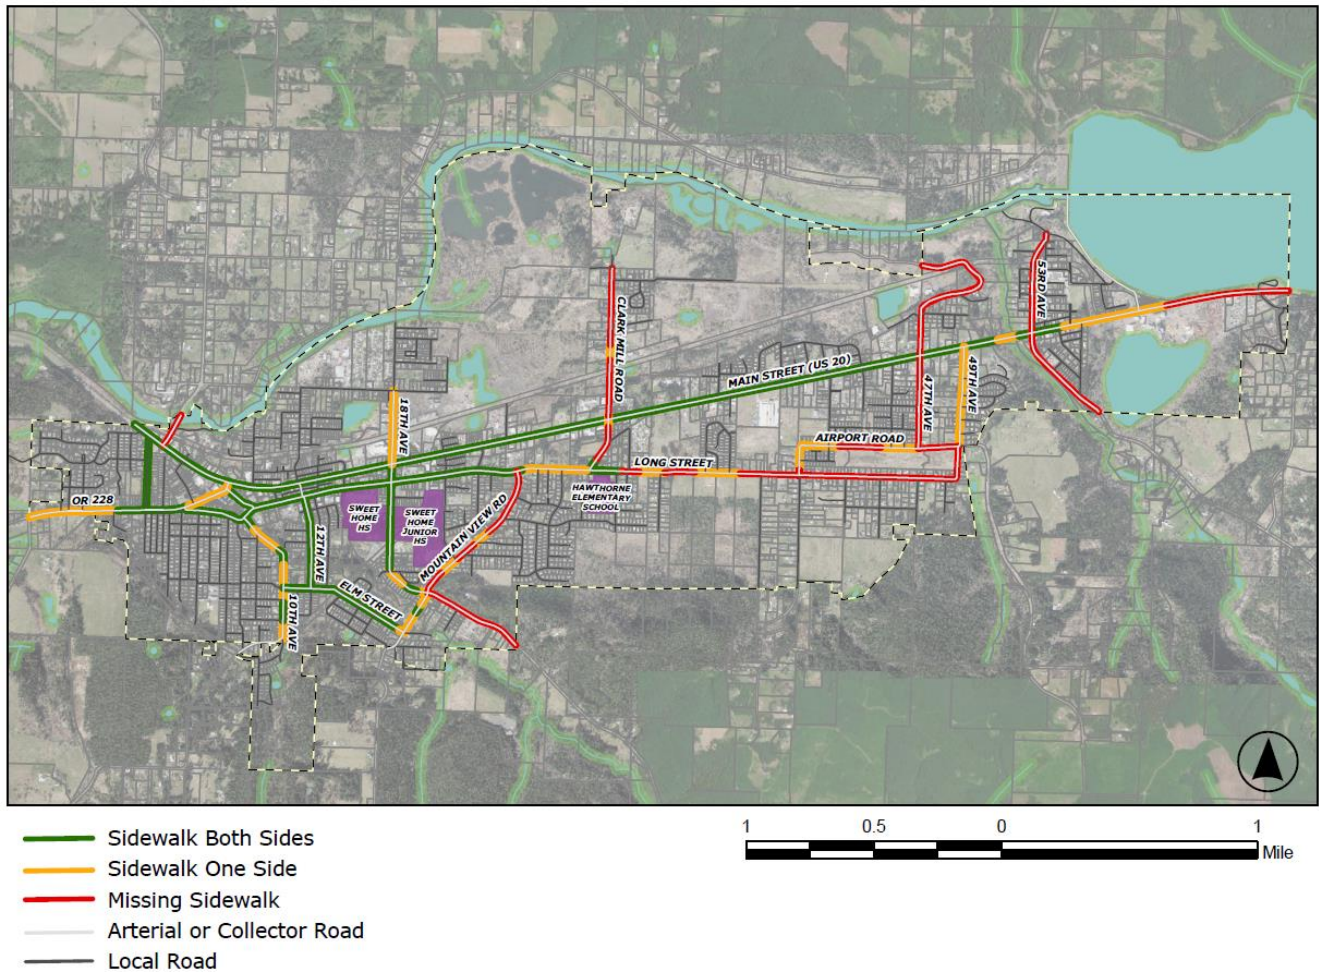 53RD AVE
CLARK MILL ROAD
MAIN STREET (US 20)
49TH AVE
47TH AVE
18TH AVE
AIRPORT ROAD
LONG STREET
OR 228
HAWTHORNE
ELEMENTARY
SCHOOL
SWEET
HOME
HS
SWEET
HOME
JUNIOR
HS
MOUNTAIN VIEW RD
12TH AVE
ELM STREET
10TH AVE
Sidewalk Both Sides
Sidewalk One Side
Missing Sidewalk
Arterial or Collector Road
Local Road
1 0.5 0 1
Mile